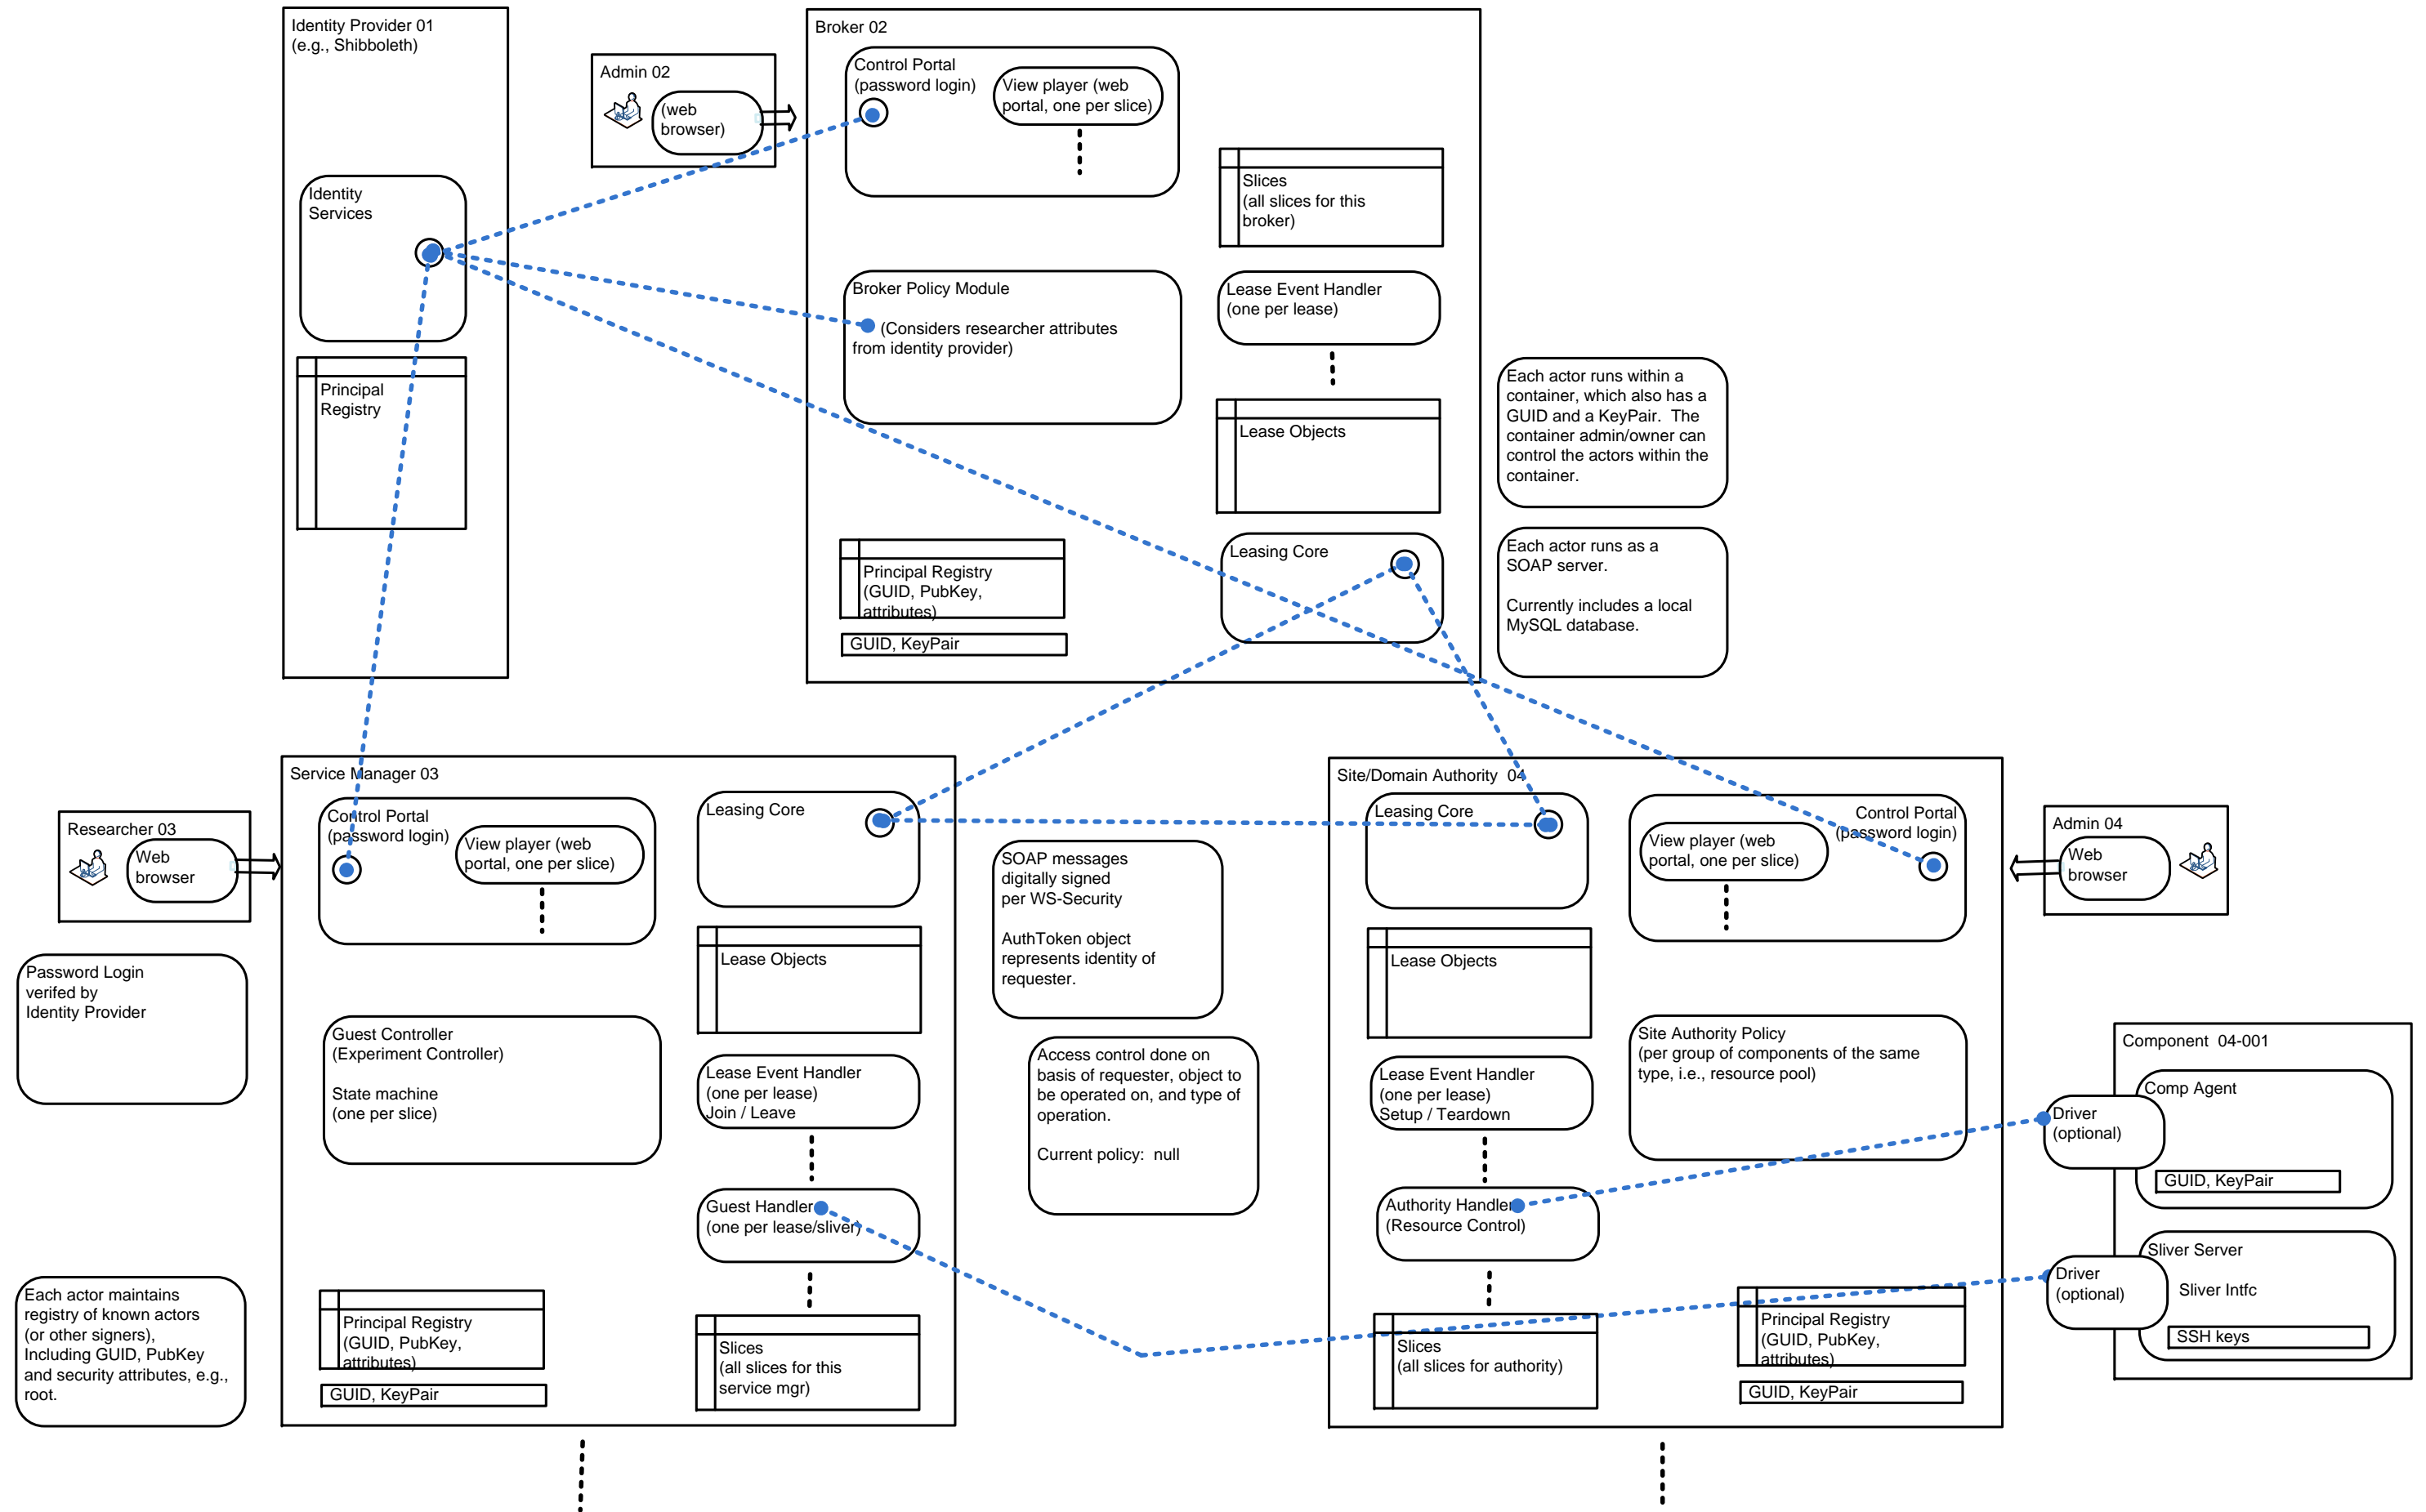 Identity Provider 01
(e.g., Shibboleth)
Identity
Services
Principal
Registry
Admin 02
(web
browser)
Broker 02
Control Portal
(password login)
View player (web
portal, one per slice)
Slices
(all slices for this
broker)
Broker Policy Module
(Considers researcher attributes
from identity provider)
Lease Event Handler
(one per lease)
Lease Objects
Principal Registry
(GUID, PubKey,
attributes)
GUID, KeyPair
Leasing Core
Each actor runs within a
container, which also has a
GUID and a KeyPair.  The
container admin/owner can
control the actors within the
container.
Each actor runs as a
SOAP server.
Currently includes a local
MySQL database.
Researcher 03
Web
browser
Password Login
verifed by
Identity Provider
Each actor maintains
registry of known actors
(or other signers),
Including GUID, PubKey
and security attributes, e.g.,
root.
Service Manager 03
Control Portal
(password login)
View player (web
portal, one per slice)
Leasing Core
Lease Objects
Guest Controller
(Experiment Controller)
State machine
(one per slice)
Lease Event Handler
(one per lease)
Join / Leave
Guest Handler
(one per lease/sliver)
Principal Registry
(GUID, PubKey,
attributes)
GUID, KeyPair
Slices
(all slices for this
service mgr)
SOAP messages
digitally signed
per WS-Security
AuthToken object
represents identity of
requester.
Access control done on
basis of requester, object to
be operated on, and type of
operation.
Current policy:  null
Site/Domain Authority  04
Leasing Core
Control Portal
(password login)
View player (web
portal, one per slice)
Lease Objects
Site Authority Policy
(per group of components of the same
type, i.e., resource pool)
Lease Event Handler
(one per lease)
Setup / Teardown
Authority Handler
(Resource Control)
Slices
(all slices for authority)
Principal Registry
(GUID, PubKey,
attributes)
GUID, KeyPair
Admin 04
Web
browser
Component  04-001
Comp Agent
Driver
(optional)
GUID, KeyPair
Sliver Server
Driver
(optional)
Sliver Intfc
SSH keys